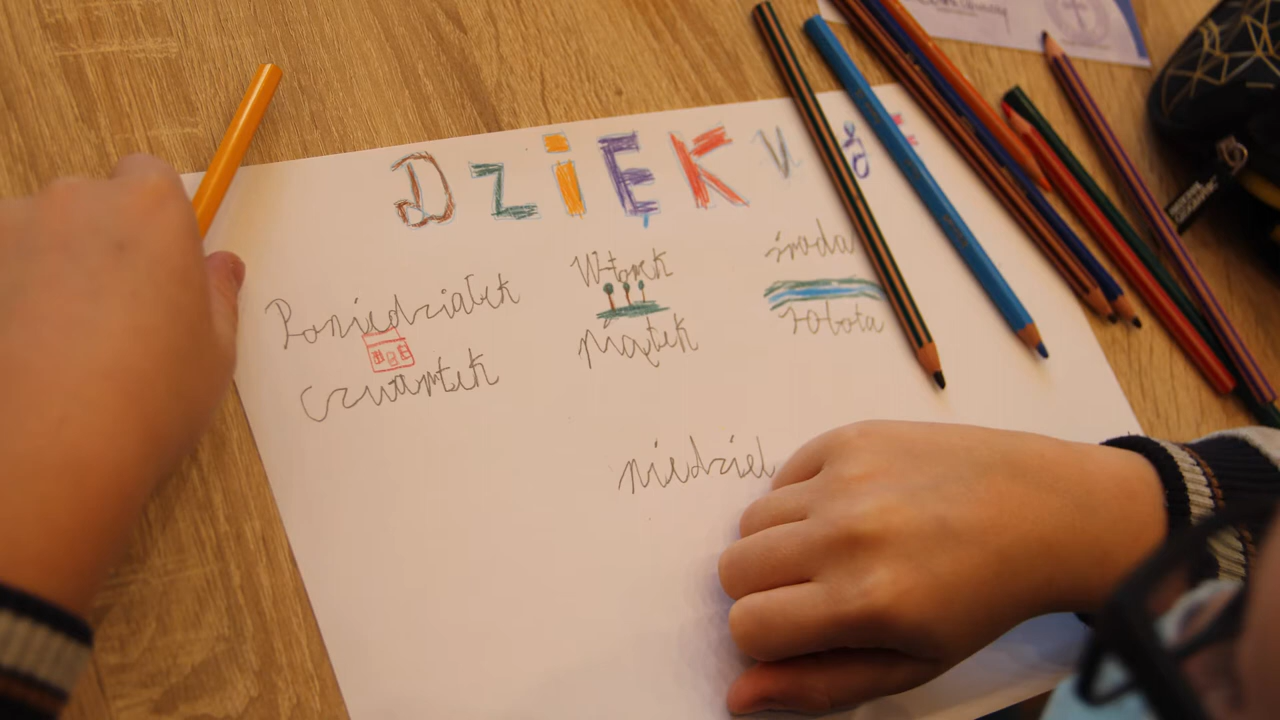 DZiEK
Poniedziałek Wtorek środa
czwartek piątek sobota
niedziel